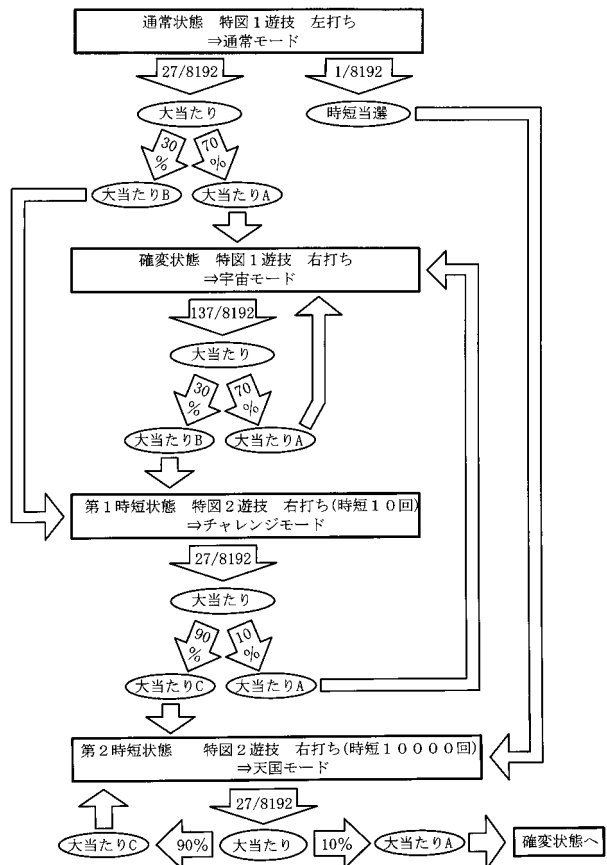 通常状態　特図１遊技　左打ち
⇒通常モード
27/8192
1/8192
大当たり
時短当選
30%
70%
大当たりB
大当たりA
確変状態　特図１遊技　右打ち
⇒宇宙モード
137/8192
大当たり
30%
70%
大当たりB
大当たりA
第１時短状態　特図２遊技　右打ち(時短１０回)
⇒チャレンジモード
27/8192
大当たり
90%
10%
大当たりC
大当たりA
第２時短状態　　特図２遊技　右打ち(時短１００００回)
⇒天国モード
27/8192
大当たりC
90%
大当たり
10%
大当たりA
確変状態へ